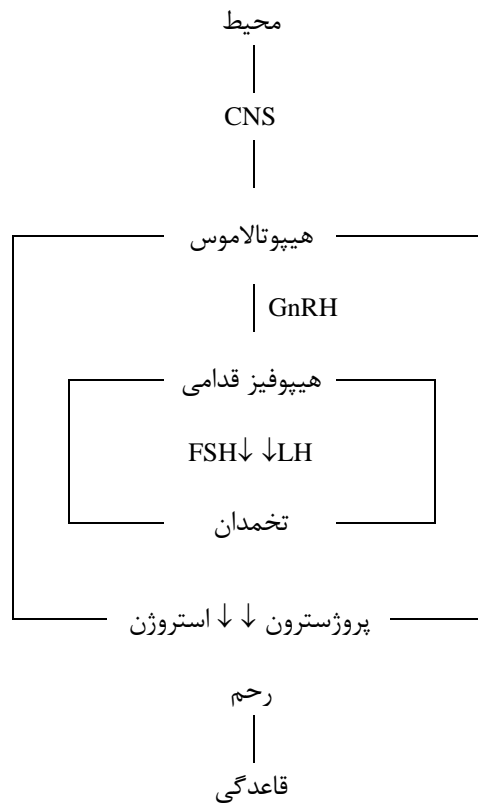 محیط
CNS
هیپوتالاموس
GnRH
هیپوفیز قدامی
FSH↓ ↓LH
تخمدان
پروژسترون ↓ ↓ استروژن
رحم
قاعدگی